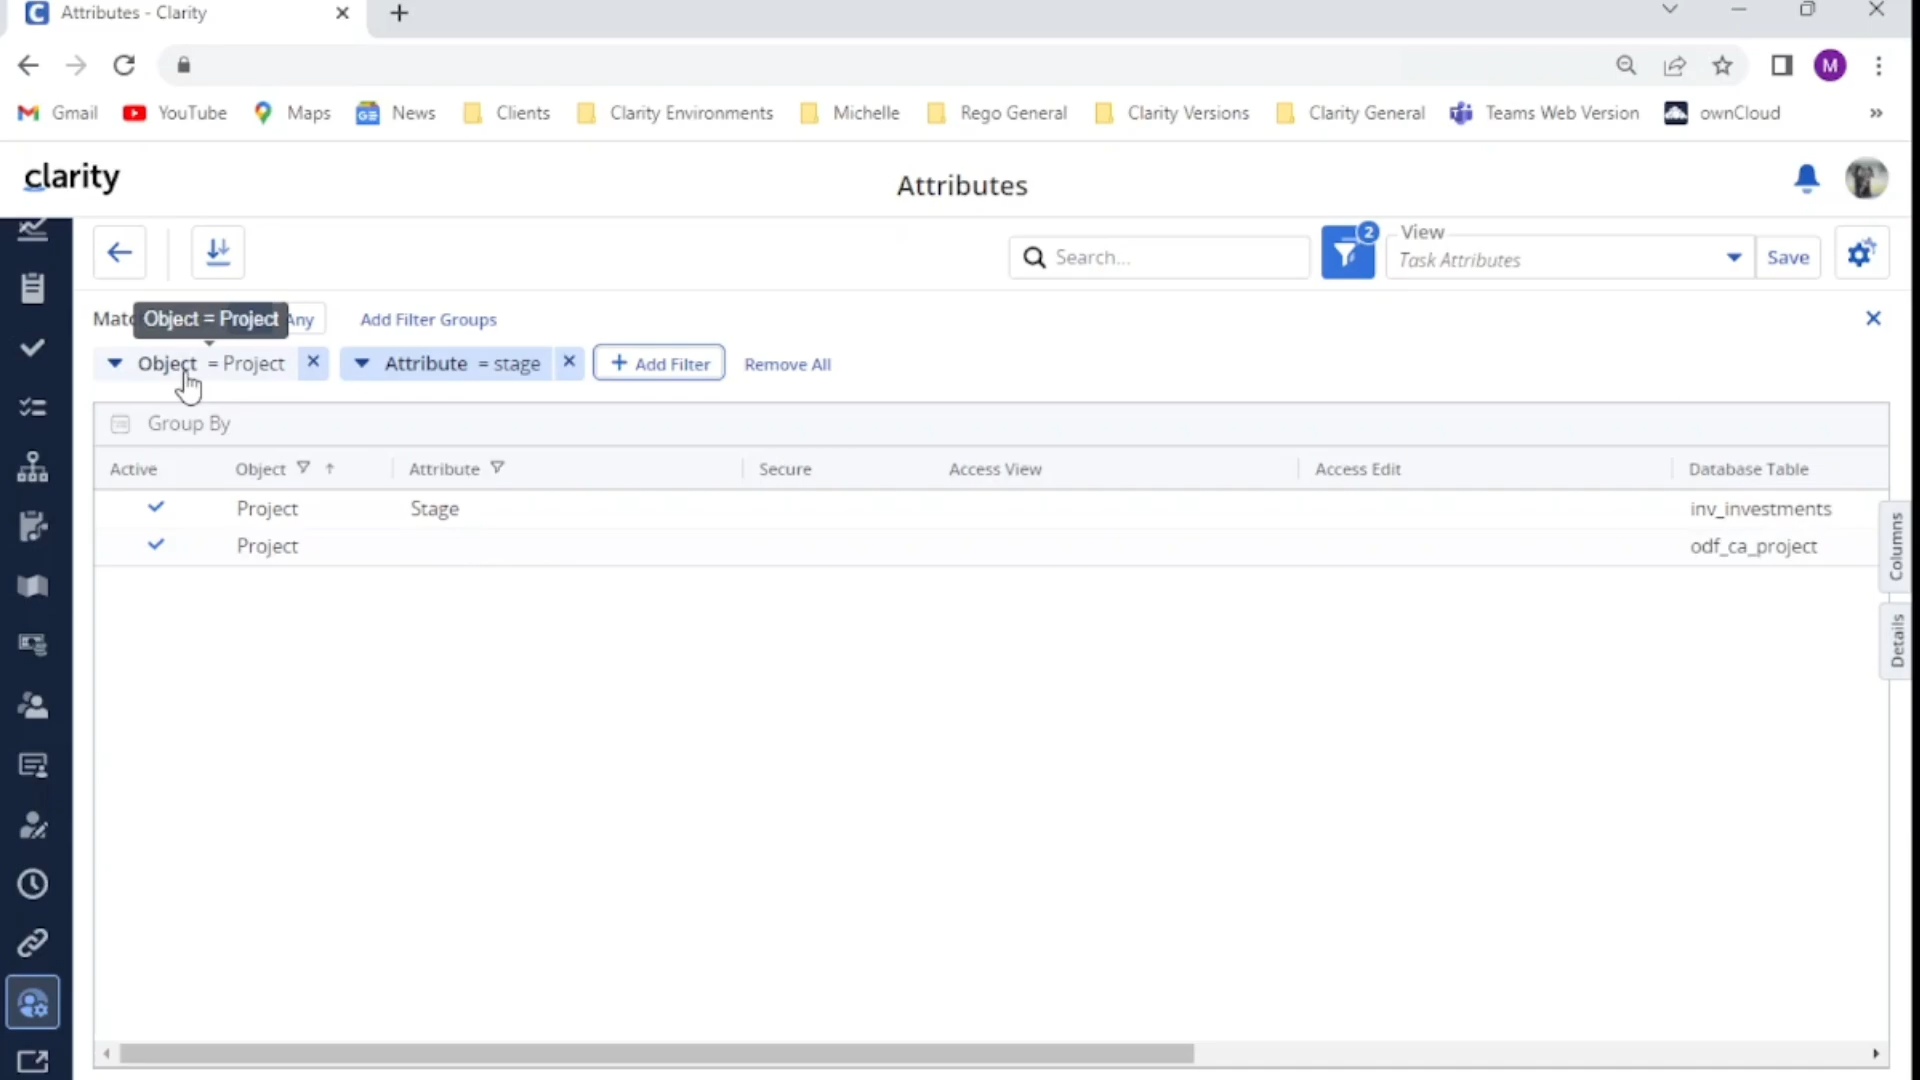 Attributes - Clarity
M
Gmail YouTube Maps News Clients Clarity Environments Michelle Rego General Clarity Versions Clarity General Teams Web Version ownCloud »
clarity
Attributes
Search...
2
View
Task Attributes
Save
Object = Project
Any
Add Filter Groups
Object = Project
Attribute = stage
+ Add Filter
Remove All
Group By
Active Object Attribute Secure Access View Access Edit Database Table
Project Stage inv_investments
Project odf_ca_project
Columns
Details